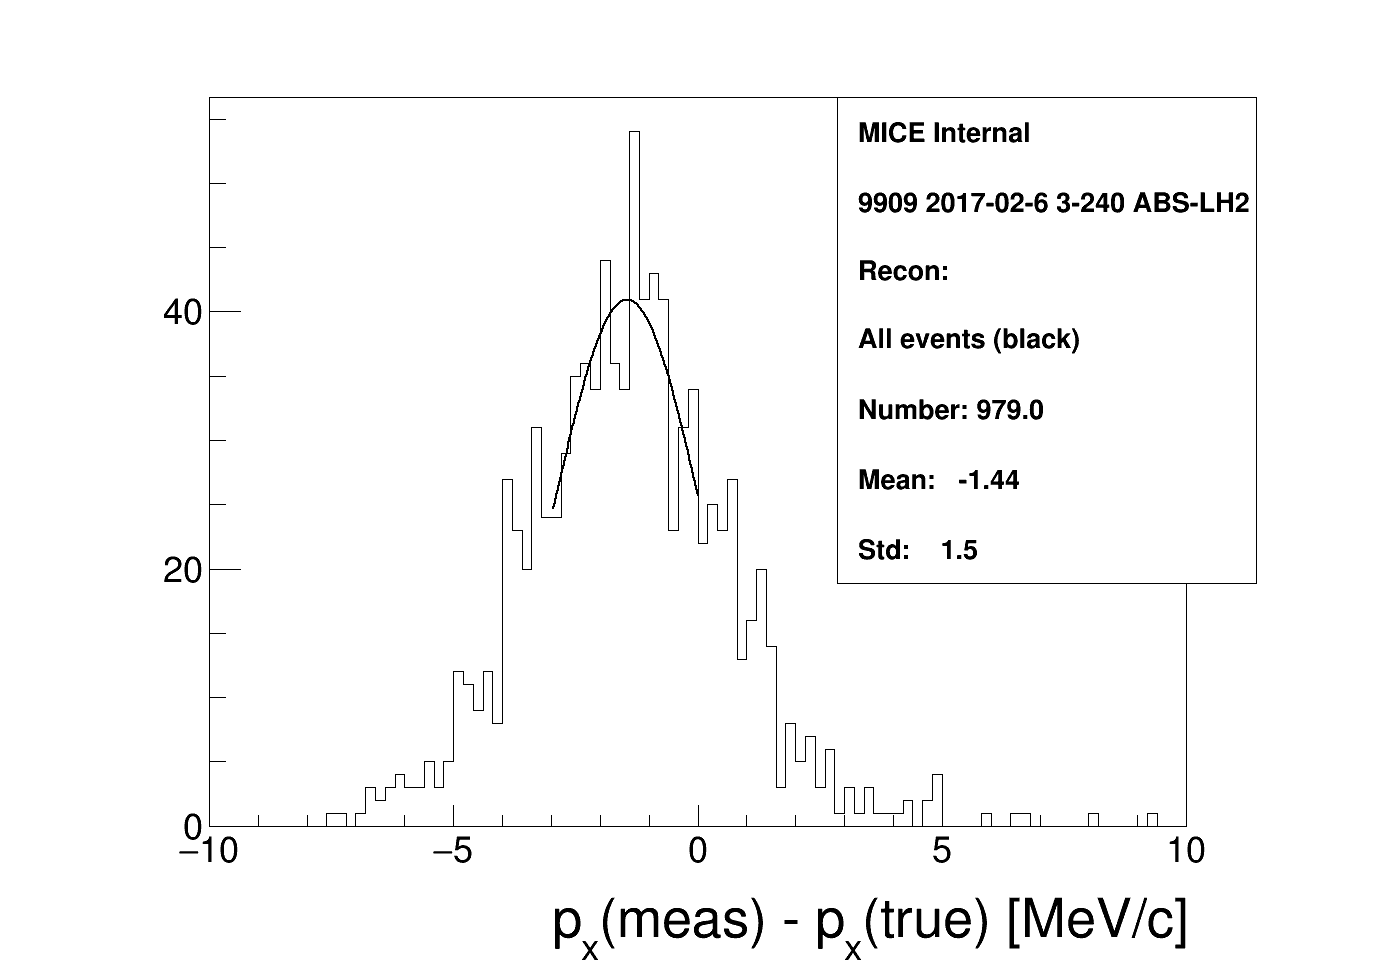 MICE Internal
9909 2017-02-6 3-240 ABS-LH2
Recon:
All events (black)
Number: 979.0
Mean: -1.44
Std: 1.5
40
20
0
−10
−5
0
5
10
px(meas) - px(true) [MeV/c]